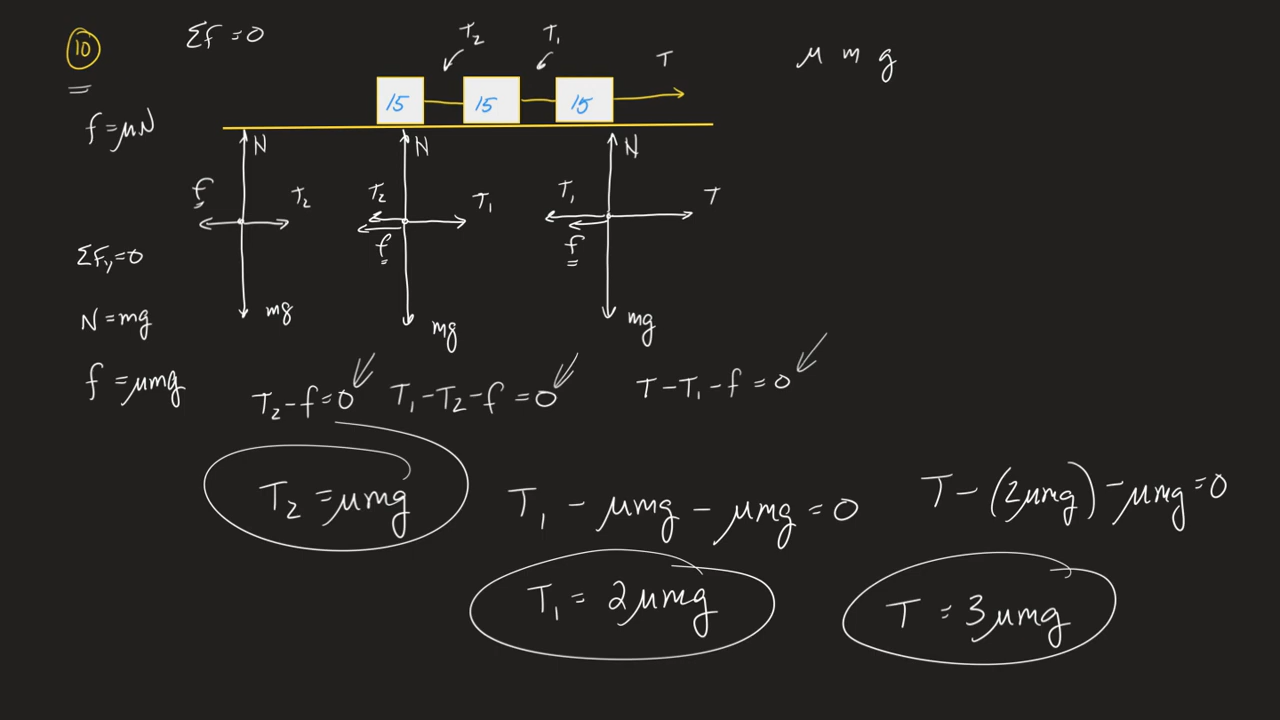 10
ΣF = 0
T₂ T₁ T
μ m g
15 15 15
f = μN
N N N
f T₂ T₂ T₁ T₁ T
f f
ΣFy = 0
N = mg
mg mg mg
f = μmg
T₂ - f = 0 T₁ - T₂ - f = 0 T - T₁ - f = 0
T₂ = μmg T₁ - μmg - μmg = 0 T - (2μmg) - μmg = 0
T₁ = 2μmg T = 3μmg